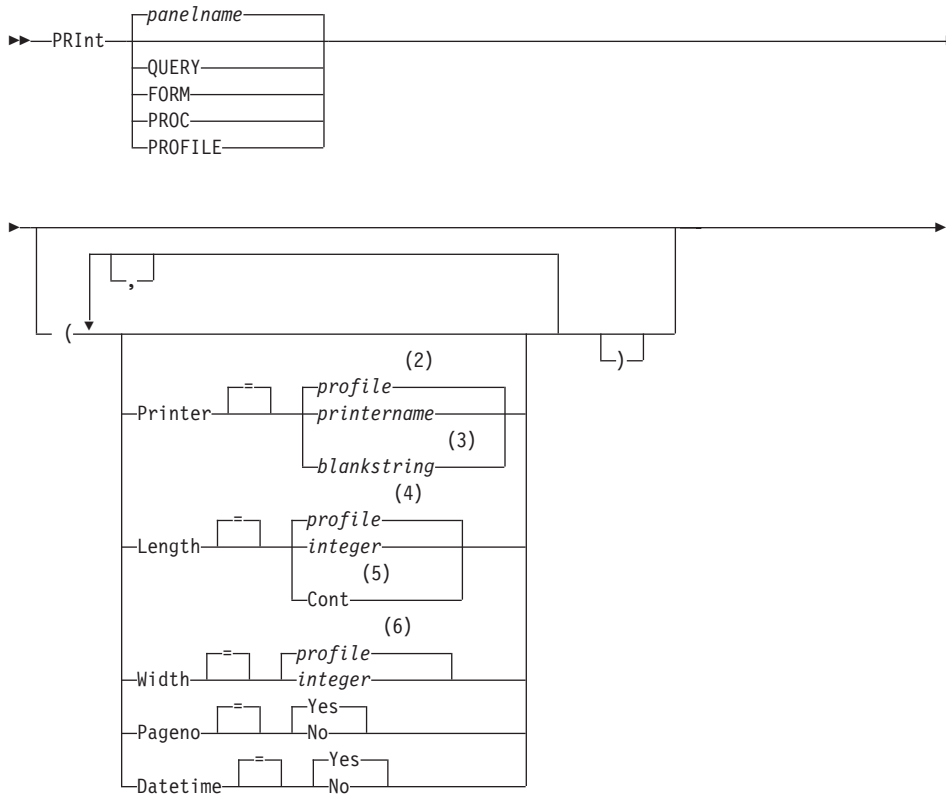 panelname
PRInt
QUERY
FORM
PROC
PROFILE
,
(
)
(2)
Printer = profile
printername
(3)
blankstring
(4)
Length = profile
integer
(5)
Cont
(6)
Width = profile
integer
Pageno = Yes
No
Datetime = Yes
No